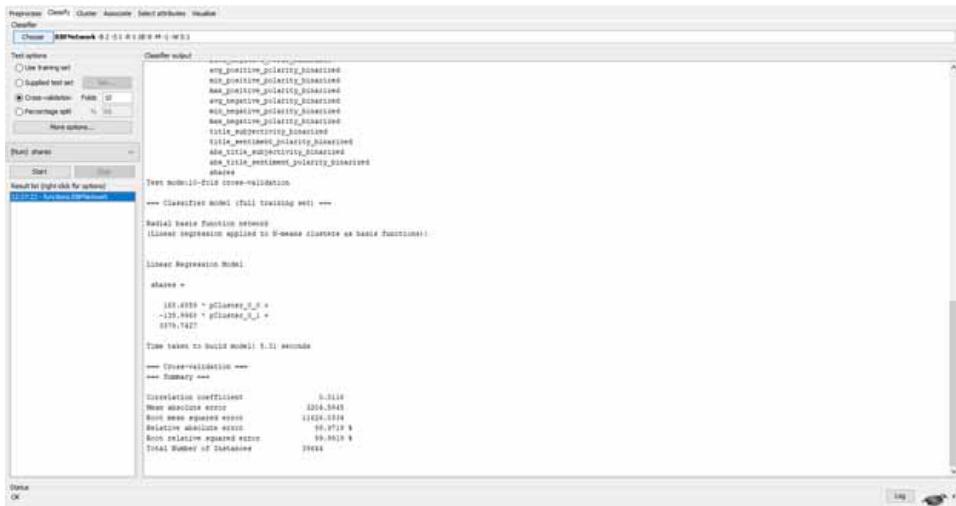 Preprocess Classify Cluster Associate Select attributes Visualize
Classifier
Choose RBFNetwork
Test options
Use training set
Supplied test set
Cross-validation Folds 10
Percentage split %
More options...
(Num) shares
Start
Result list (right-click for options)
Classifier output
avg_positive_polarity_binarized
min_positive_polarity_binarized
max_positive_polarity_binarized
avg_negative_polarity_binarized
min_negative_polarity_binarized
max_negative_polarity_binarized
title_subjectivity_binarized
title_sentiment_polarity_binarized
abs_title_subjectivity_binarized
abs_title_sentiment_polarity_binarized
shares
Test mode:10-fold cross-validation
=== Classifier model (full training set) ===
Radial basis function network
(Linear regression applied to K-means clusters as basis functions):
Linear Regression Model
shares =
* pCluster_0_0 +
* pCluster_0_1 +
Time taken to build model: 5.31 seconds
=== Cross-validation ===
=== Summary ===
Correlation coefficient
Mean absolute error
Root mean squared error
Relative absolute error
Root relative squared error
Total Number of Instances 39644
Status
OK
Log